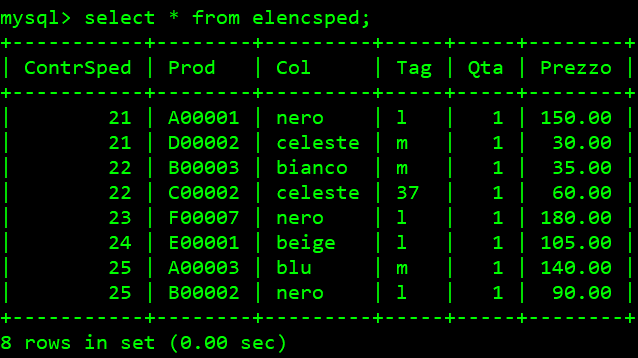 mysql> select * from elencsped;
+-----------+--------+---------+-----+-----+--------+
| ContrSped | Prod   | Col     | Tag | Qta | Prezzo |
+-----------+--------+---------+-----+-----+--------+
|        21 | A00001 | nero    | l   |   1 | 150.00 |
|        21 | D00002 | celeste | m   |   1 |  30.00 |
|        22 | B00003 | bianco  | m   |   1 |  35.00 |
|        22 | C00002 | celeste | 37  |   1 |  60.00 |
|        23 | F00007 | nero    | l   |   1 | 180.00 |
|        24 | E00001 | beige   | l   |   1 | 105.00 |
|        25 | A00003 | blu     | m   |   1 | 140.00 |
|        25 | B00002 | nero    | l   |   1 |  90.00 |
+-----------+--------+---------+-----+-----+--------+
8 rows in set (0.00 sec)